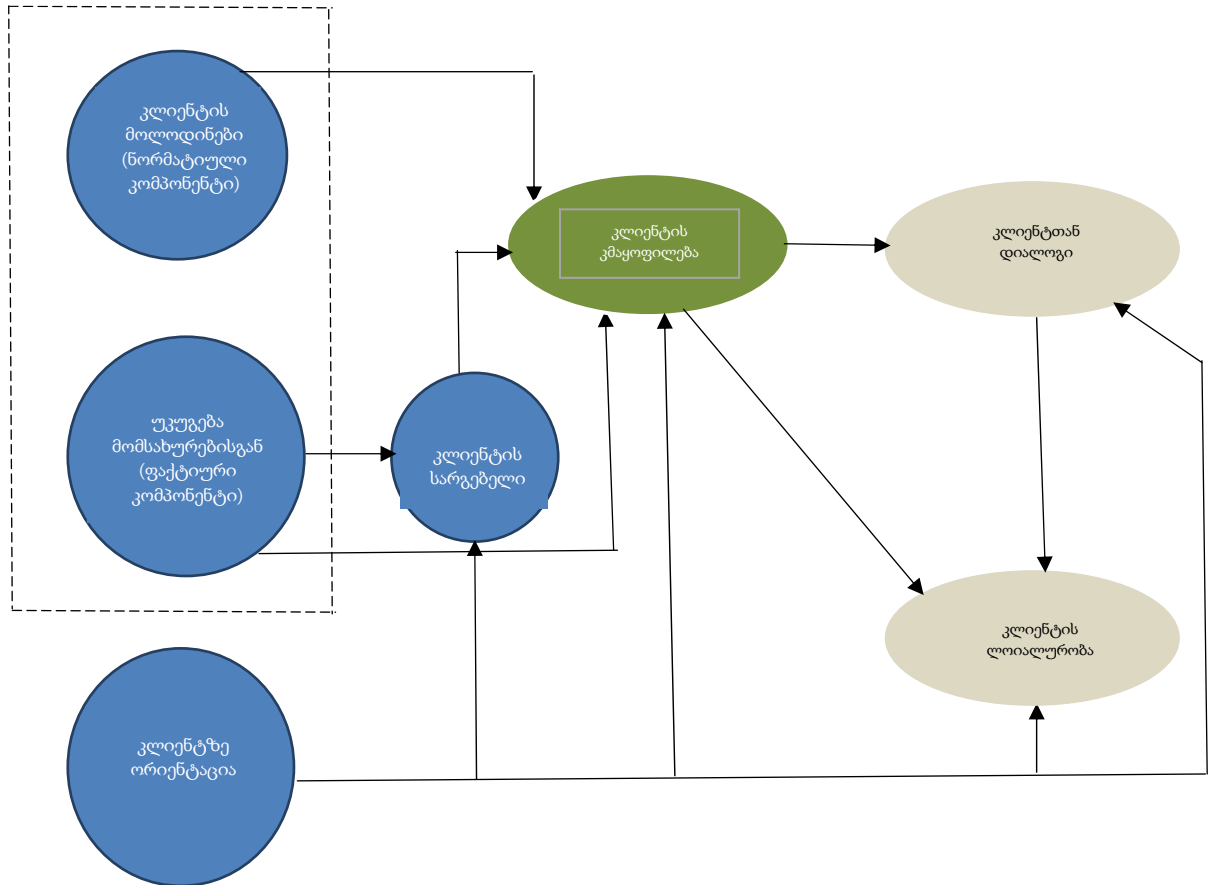 კლიენტის
მოლოდინები
(ნორმატიული
კომპონენტი)
კლიენტის
კმაყოფილება
კლიენტთან
დიალოგი
უკუგება
მომსახურებისგან
(ფაქტიური
კომპონენტი)
კლიენტის
სარგებელი
კლიენტის
ლოიალურობა
კლიენტზე
ორიენტაცია